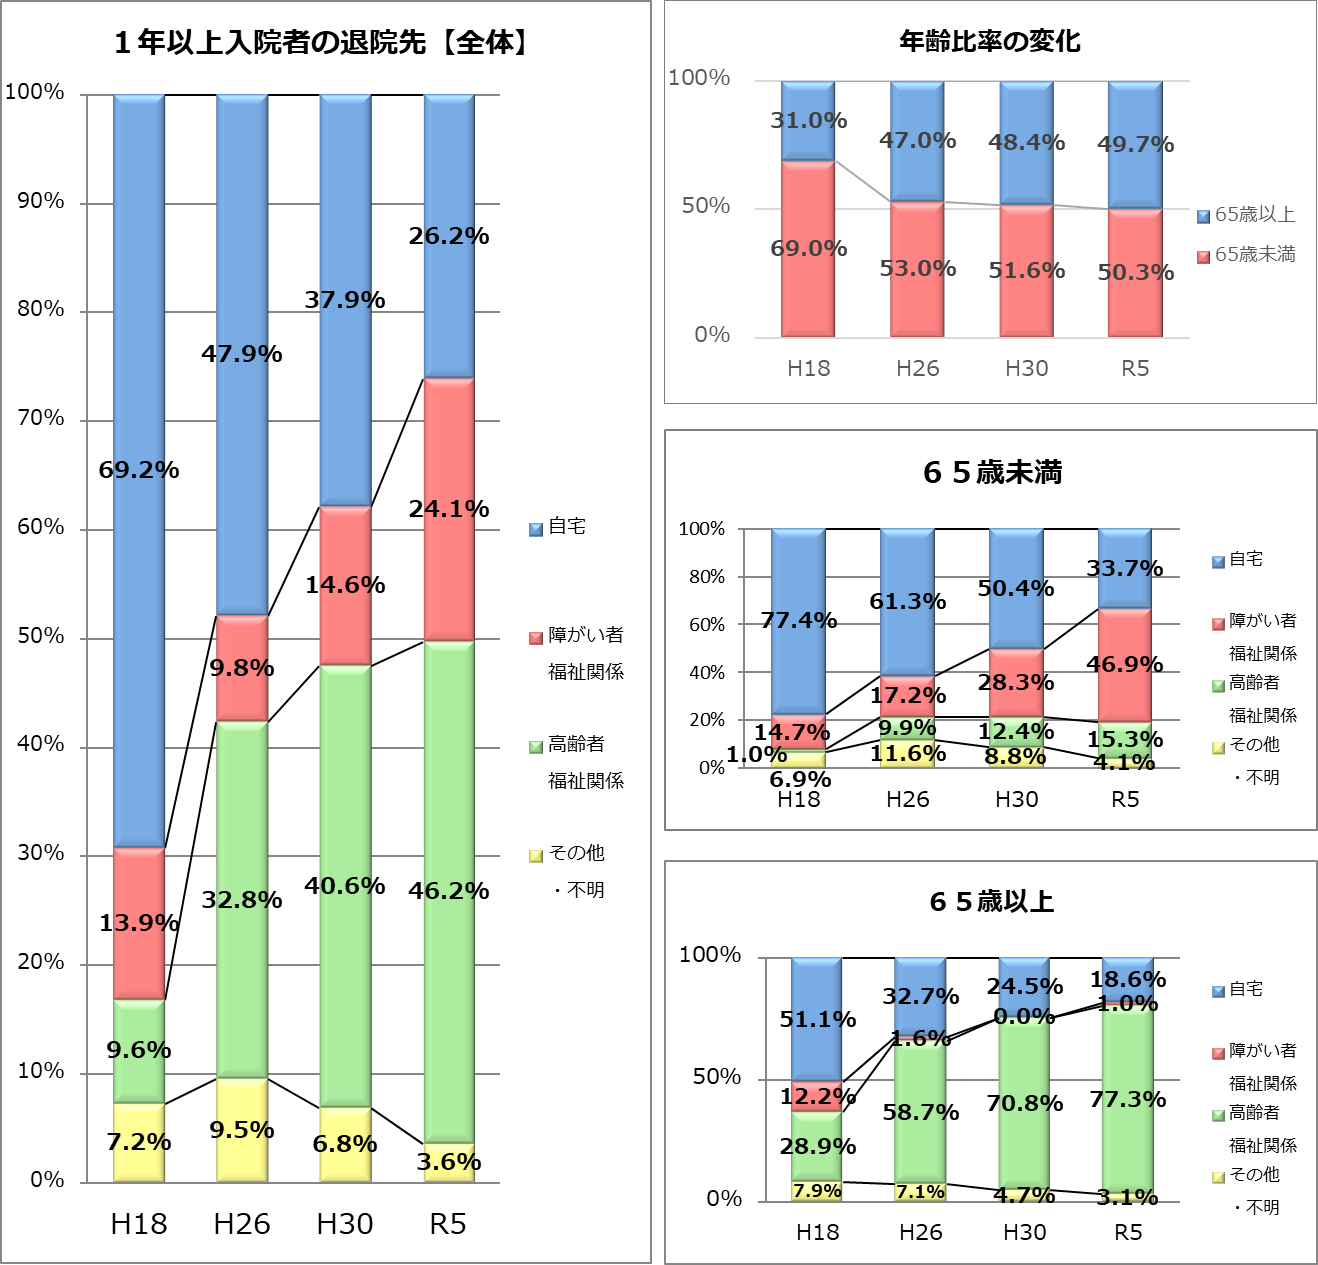 １年以上入院者の退院先【全体】
100%
90%
80%
70%
60%
50%
40%
30%
20%
10%
0%
69.2%
47.9%
37.9%
26.2%
13.9%
9.8%
14.6%
24.1%
9.6%
32.8%
40.6%
46.2%
7.2%
9.5%
6.8%
3.6%
H18 H26 H30 R5
自宅
障がい者
福祉関係
高齢者
福祉関係
その他
・不明
年齢比率の変化
100%
50%
0%
31.0% 47.0% 48.4% 49.7%
69.0% 53.0% 51.6% 50.3%
H18 H26 H30 R5
65歳以上
65歳未満
６５歳未満
100%
80%
60%
40%
20%
0%
77.4% 61.3% 50.4% 33.7%
14.7% 17.2% 28.3% 46.9%
1.0% 9.9% 12.4% 15.3%
6.9% 11.6% 8.8% 4.1%
H18 H26 H30 R5
自宅
障がい者
福祉関係
高齢者
福祉関係
その他
・不明
６５歳以上
100%
50%
0%
51.1% 32.7% 24.5% 18.6%
12.2% 1.6% 0.0% 1.0%
28.9% 58.7% 70.8% 77.3%
7.9% 7.1% 4.7% 3.1%
H18 H26 H30 R5
自宅
障がい者
福祉関係
高齢者
福祉関係
その他
・不明